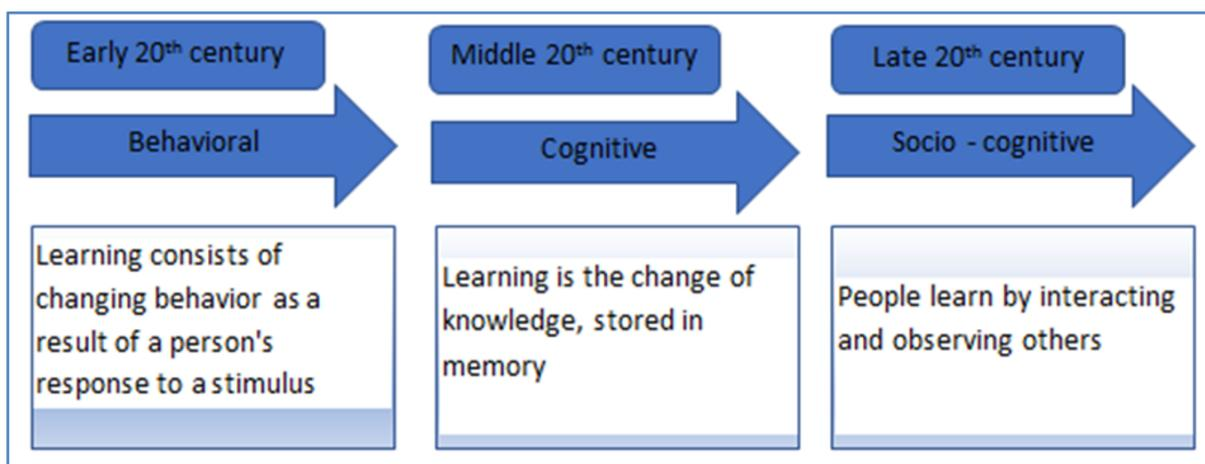 Early 20th century
Middle 20th century
Late 20th century
Behavioral
Cognitive
Socio - cognitive
Learning consists of
changing behavior as a
result of a person's
response to a stimulus
Learning is the change of
knowledge, stored in
memory
People learn by interacting
and observing others